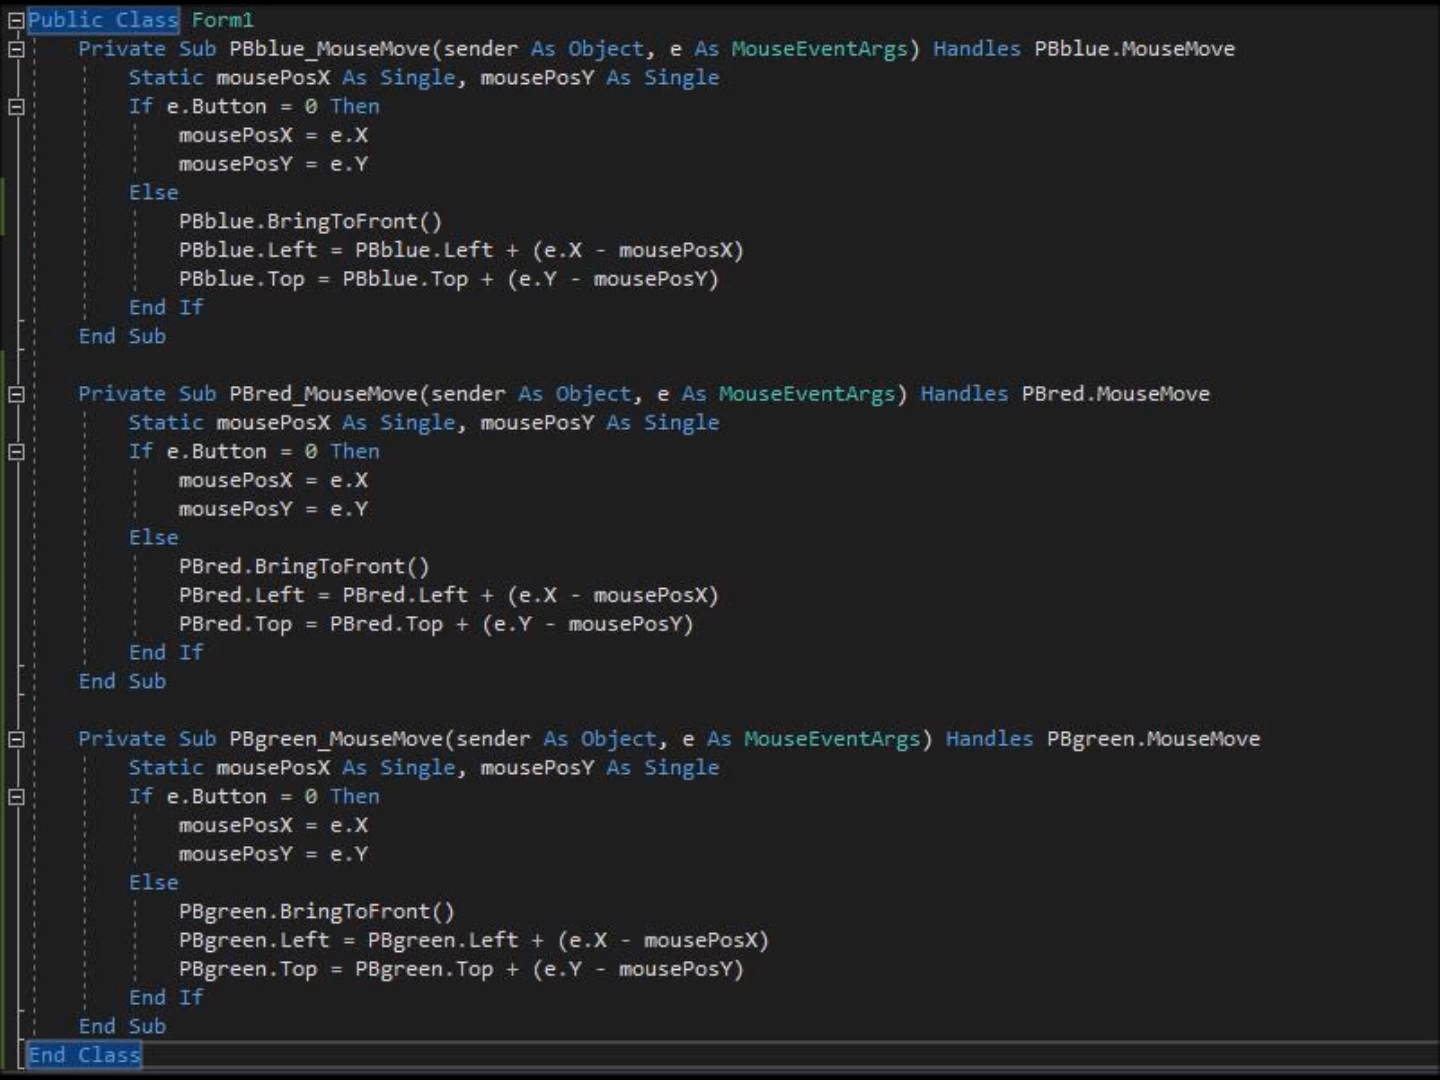 Public Class Form1
Private Sub PBblue_MouseMove(sender As Object, e As MouseEventArgs) Handles PBblue.MouseMove
Static mousePosX As Single, mousePosY As Single
If e.Button = 0 Then
mousePosX = e.X
mousePosY = e.Y
Else
PBblue.BringToFront()
PBblue.Left = PBblue.Left + (e.X - mousePosX)
PBblue.Top = PBblue.Top + (e.Y - mousePosY)
End If
End Sub
Private Sub PBred_MouseMove(sender As Object, e As MouseEventArgs) Handles PBred.MouseMove
Static mousePosX As Single, mousePosY As Single
If e.Button = 0 Then
mousePosX = e.X
mousePosY = e.Y
Else
PBred.BringToFront()
PBred.Left = PBred.Left + (e.X - mousePosX)
PBred.Top = PBred.Top + (e.Y - mousePosY)
End If
End Sub
Private Sub PBgreen_MouseMove(sender As Object, e As MouseEventArgs) Handles PBgreen.MouseMove
Static mousePosX As Single, mousePosY As Single
If e.Button = 0 Then
mousePosX = e.X
mousePosY = e.Y
Else
PBgreen.BringToFront()
PBgreen.Left = PBgreen.Left + (e.X - mousePosX)
PBgreen.Top = PBgreen.Top + (e.Y - mousePosY)
End If
End Sub
End Class